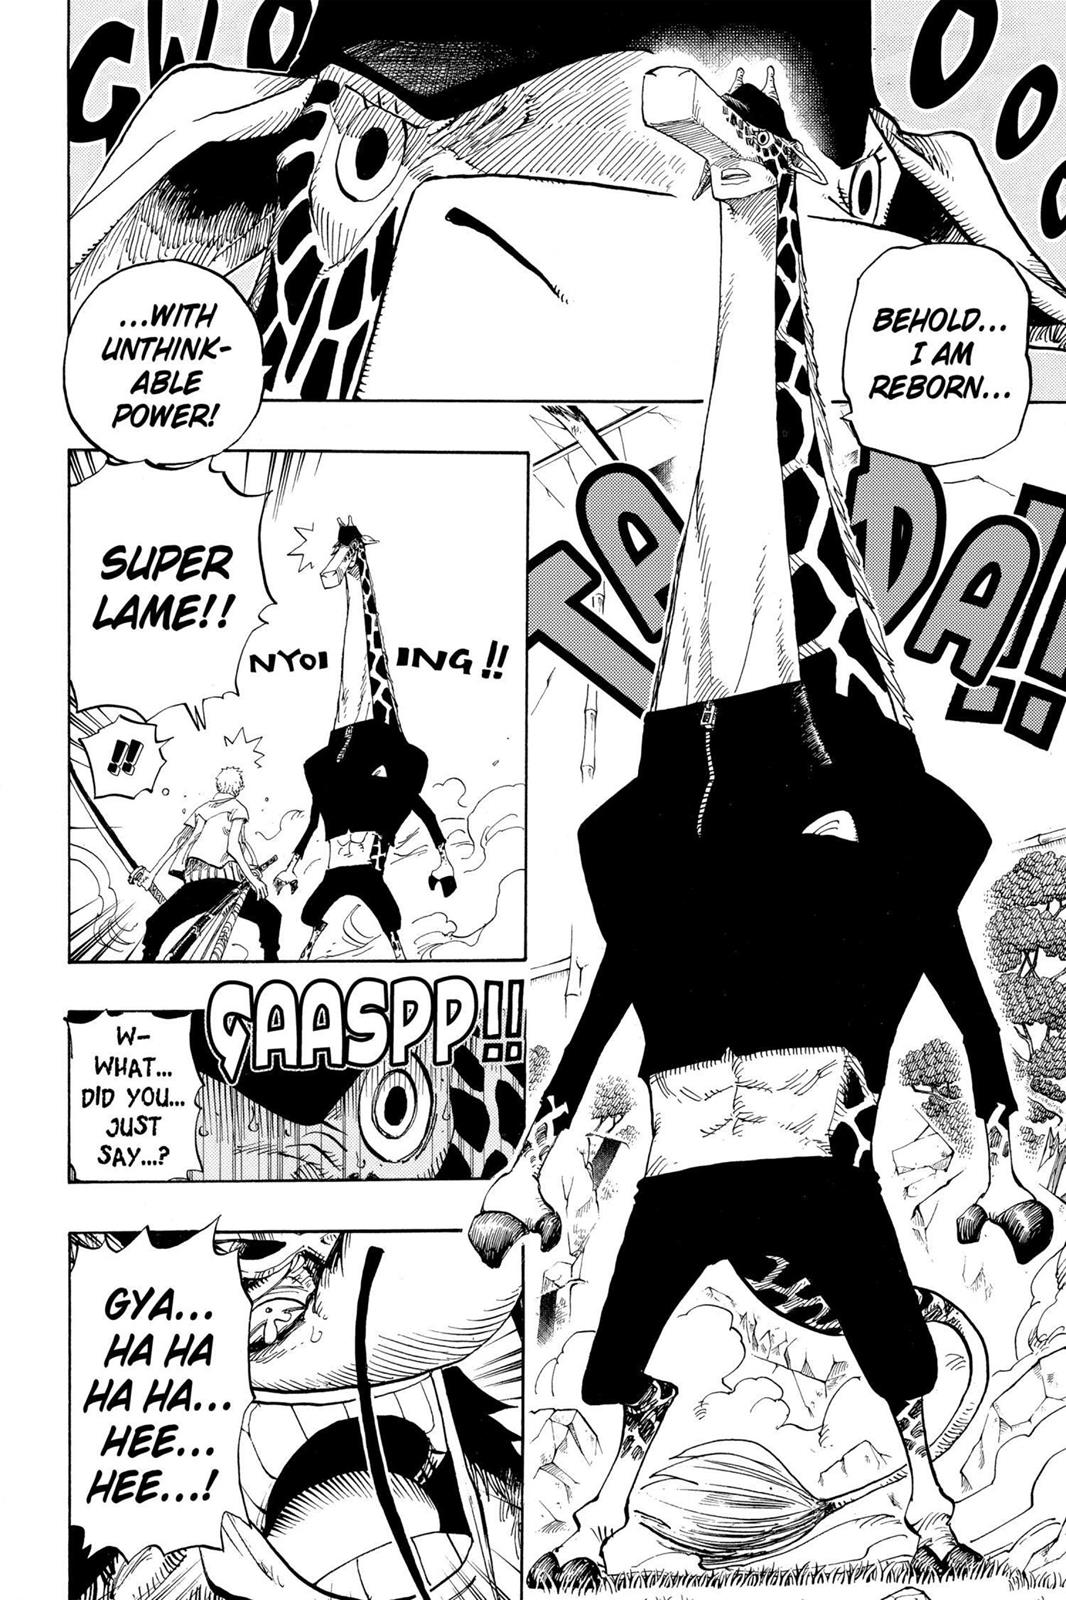 GWO
OOOO
BEHOLD...
I AM
REBORN...
...WITH
UNTHINK-
ABLE
POWER!
TA DA!!
SUPER
LAME!!
NYOI
ING!!
!!
GAASPP!!
W-
WHAT...
DID YOU...
JUST
SAY...?
GYA...
HA HA
HA HA...
HEE...
HEE...!